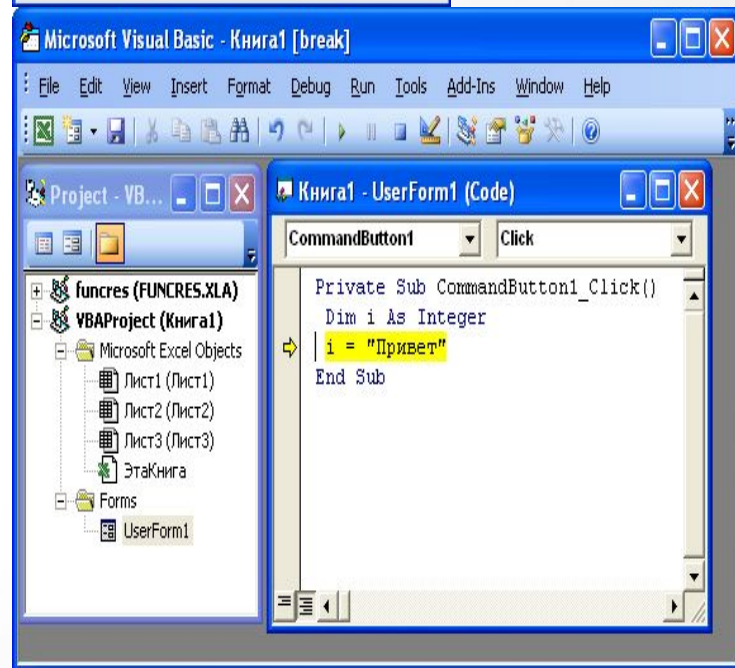 Microsoft Visual Basic - Книга1 [break]
File Edit View Insert Format Debug Run Tools Add-Ins Window Help
Project - VB...
funcres (FUNCRES.XLA)
VBAProject (Книга1)
Microsoft Excel Objects
Лист1 (Лист1)
Лист2 (Лист2)
Лист3 (Лист3)
ЭтаКнига
Forms
UserForm1
Книга1 - UserForm1 (Code)
CommandButton1 Click
Private Sub CommandButton1_Click()
Dim i As Integer
i = "Привет"
End Sub